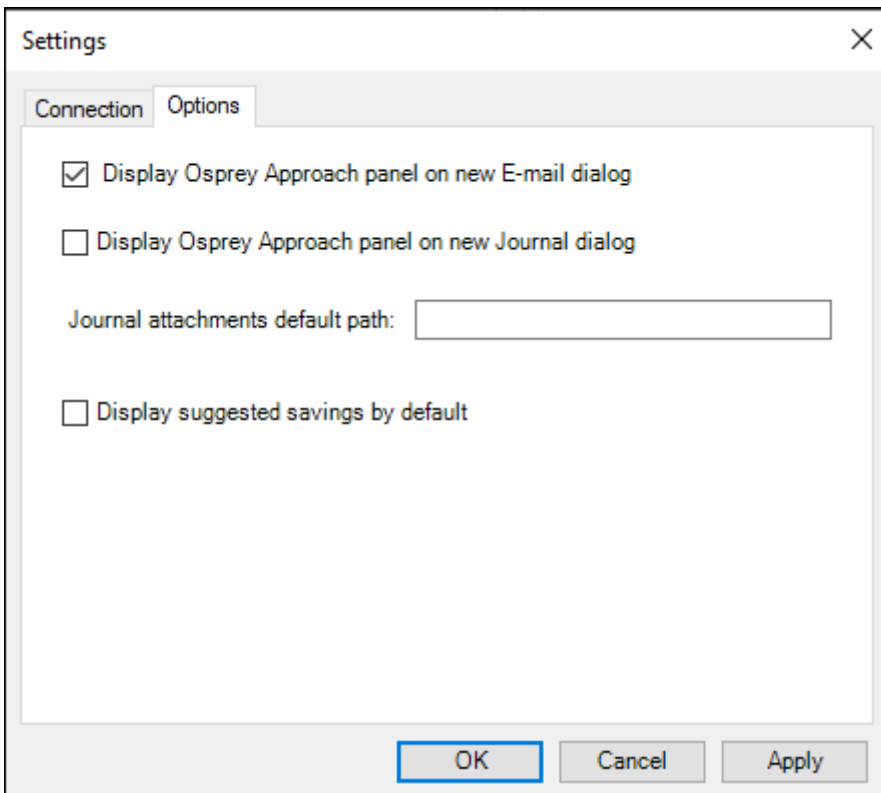 Settings
Connection Options
Display Osprey Approach panel on new E-mail dialog
Display Osprey Approach panel on new Journal dialog
Journal attachments default path:
Display suggested savings by default
OK Cancel Apply